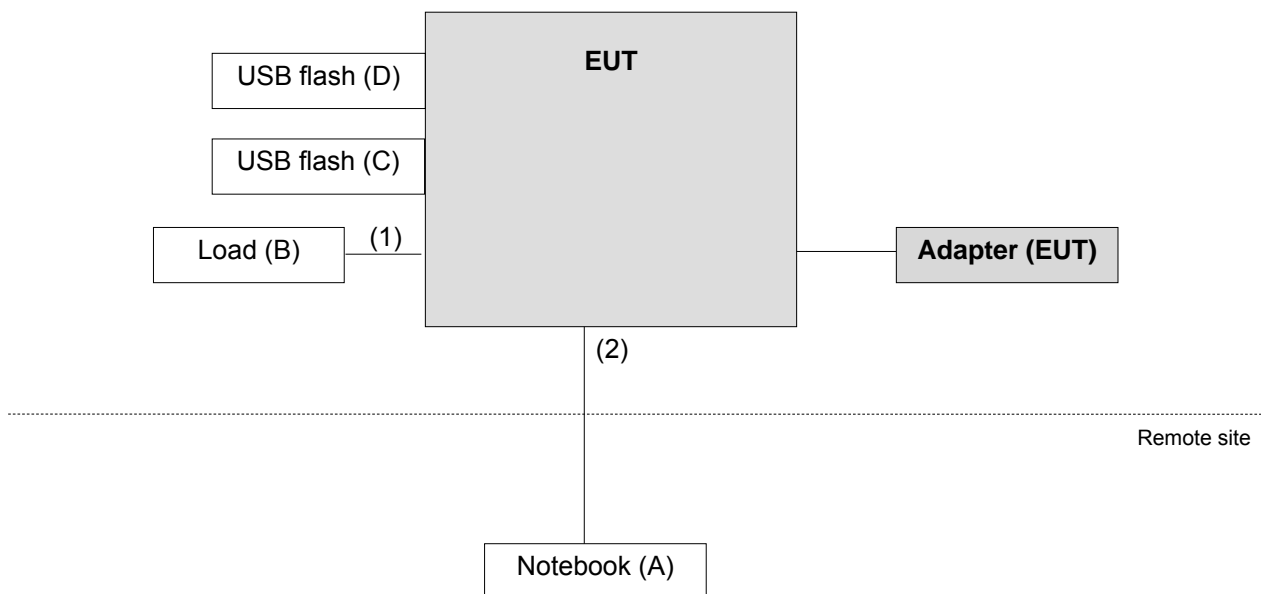 EUT
USB flash (D)
USB flash (C)
(1)
Load (B)
Adapter (EUT)
(2)
Remote site
Notebook (A)